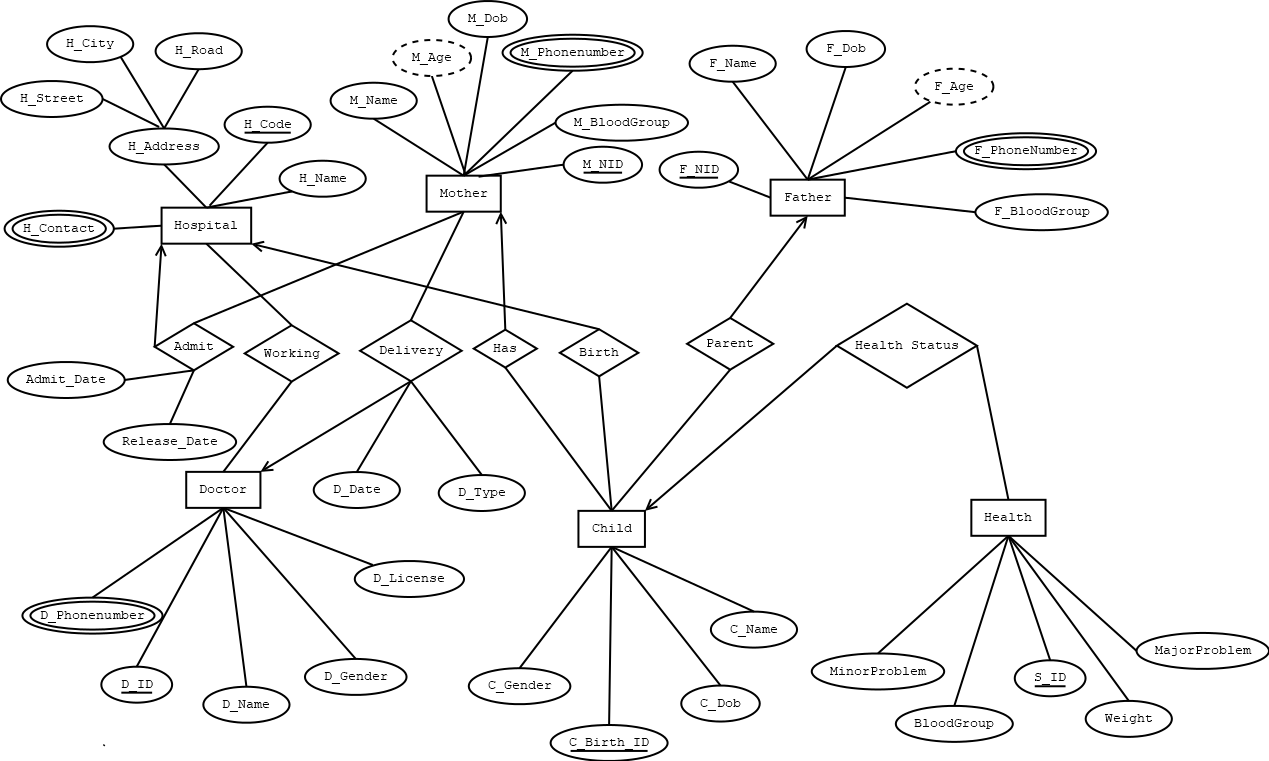 M_Dob
H_City
H_Road
M_Age
M_Phonenumber
F_Name
F_Dob
F_Age
H_Street
M_Name
H_Code
M_BloodGroup
H_Address
F_PhoneNumber
M_NID
F_NID
H_Name
Mother
Father
H_Contact
Hospital
F_BloodGroup
Admit
Working
Delivery
Has
Birth
Parent
Health Status
Admit_Date
Release_Date
Doctor
D_Date
D_Type
Child
Health
D_License
D_Phonenumber
C_Name
MinorProblem
MajorProblem
D_ID
D_Gender
C_Gender
S_ID
D_Name
C_Dob
BloodGroup
Weight
C_Birth_ID
.